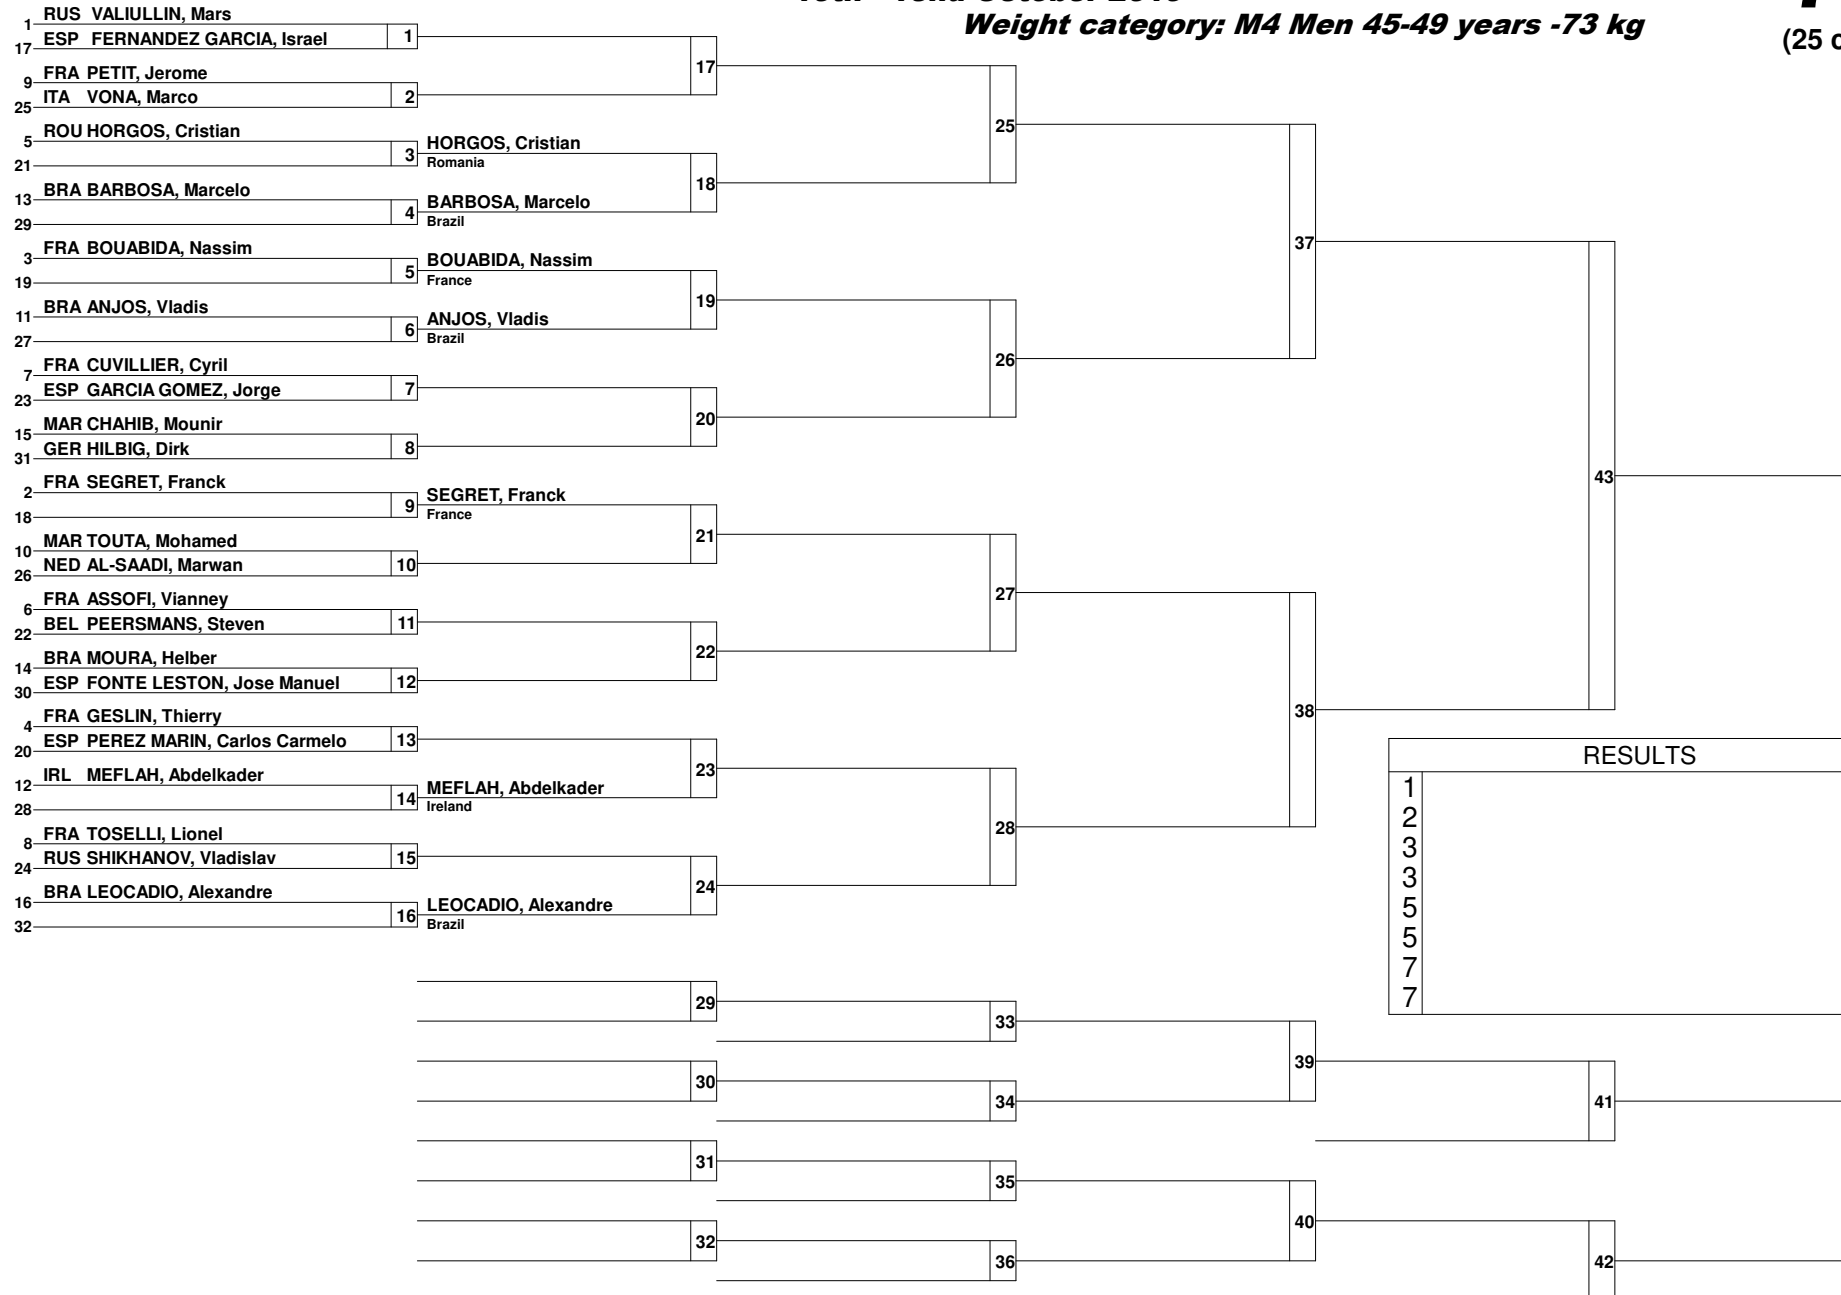 Weight category: M4 Men 45-49 years -73 kg
(25 c
1 RUS VALIULLIN, Mars
17 ESP FERNANDEZ GARCIA, Israel 1
9 FRA PETIT, Jerome
25 ITA VONA, Marco 2
17
5 ROU HORGOS, Cristian
21 3
HORGOS, Cristian
Romania
13 BRA BARBOSA, Marcelo
29 4
BARBOSA, Marcelo
Brazil
18
25
3 FRA BOUABIDA, Nassim
19 5
BOUABIDA, Nassim
France
11 BRA ANJOS, Vladis
27 6
ANJOS, Vladis
Brazil
19
7 FRA CUVILLIER, Cyril
23 ESP GARCIA GOMEZ, Jorge 7
15 MAR CHAHIB, Mounir
31 GER HILBIG, Dirk 8
20
26
37
2 FRA SEGRET, Franck
18 9
SEGRET, Franck
France
10 MAR TOUTA, Mohamed
26 NED AL-SAADI, Marwan 10
21
6 FRA ASSOFI, Vianney
22 BEL PEERSMANS, Steven 11
14 BRA MOURA, Helber
30 ESP FONTE LESTON, Jose Manuel 12
22
27
4 FRA GESLIN, Thierry
20 ESP PEREZ MARIN, Carlos Carmelo 13
12 IRL MEFLAH, Abdelkader
28 14
MEFLAH, Abdelkader
Ireland
23
8 FRA TOSELLI, Lionel
24 RUS SHIKHANOV, Vladislav 15
16 BRA LEOCADIO, Alexandre
32 16
LEOCADIO, Alexandre
Brazil
24
28
38
43
RESULTS
1
2
3
3
5
5
7
7
29
33
30
34
39
41
31
35
32
36
40
42